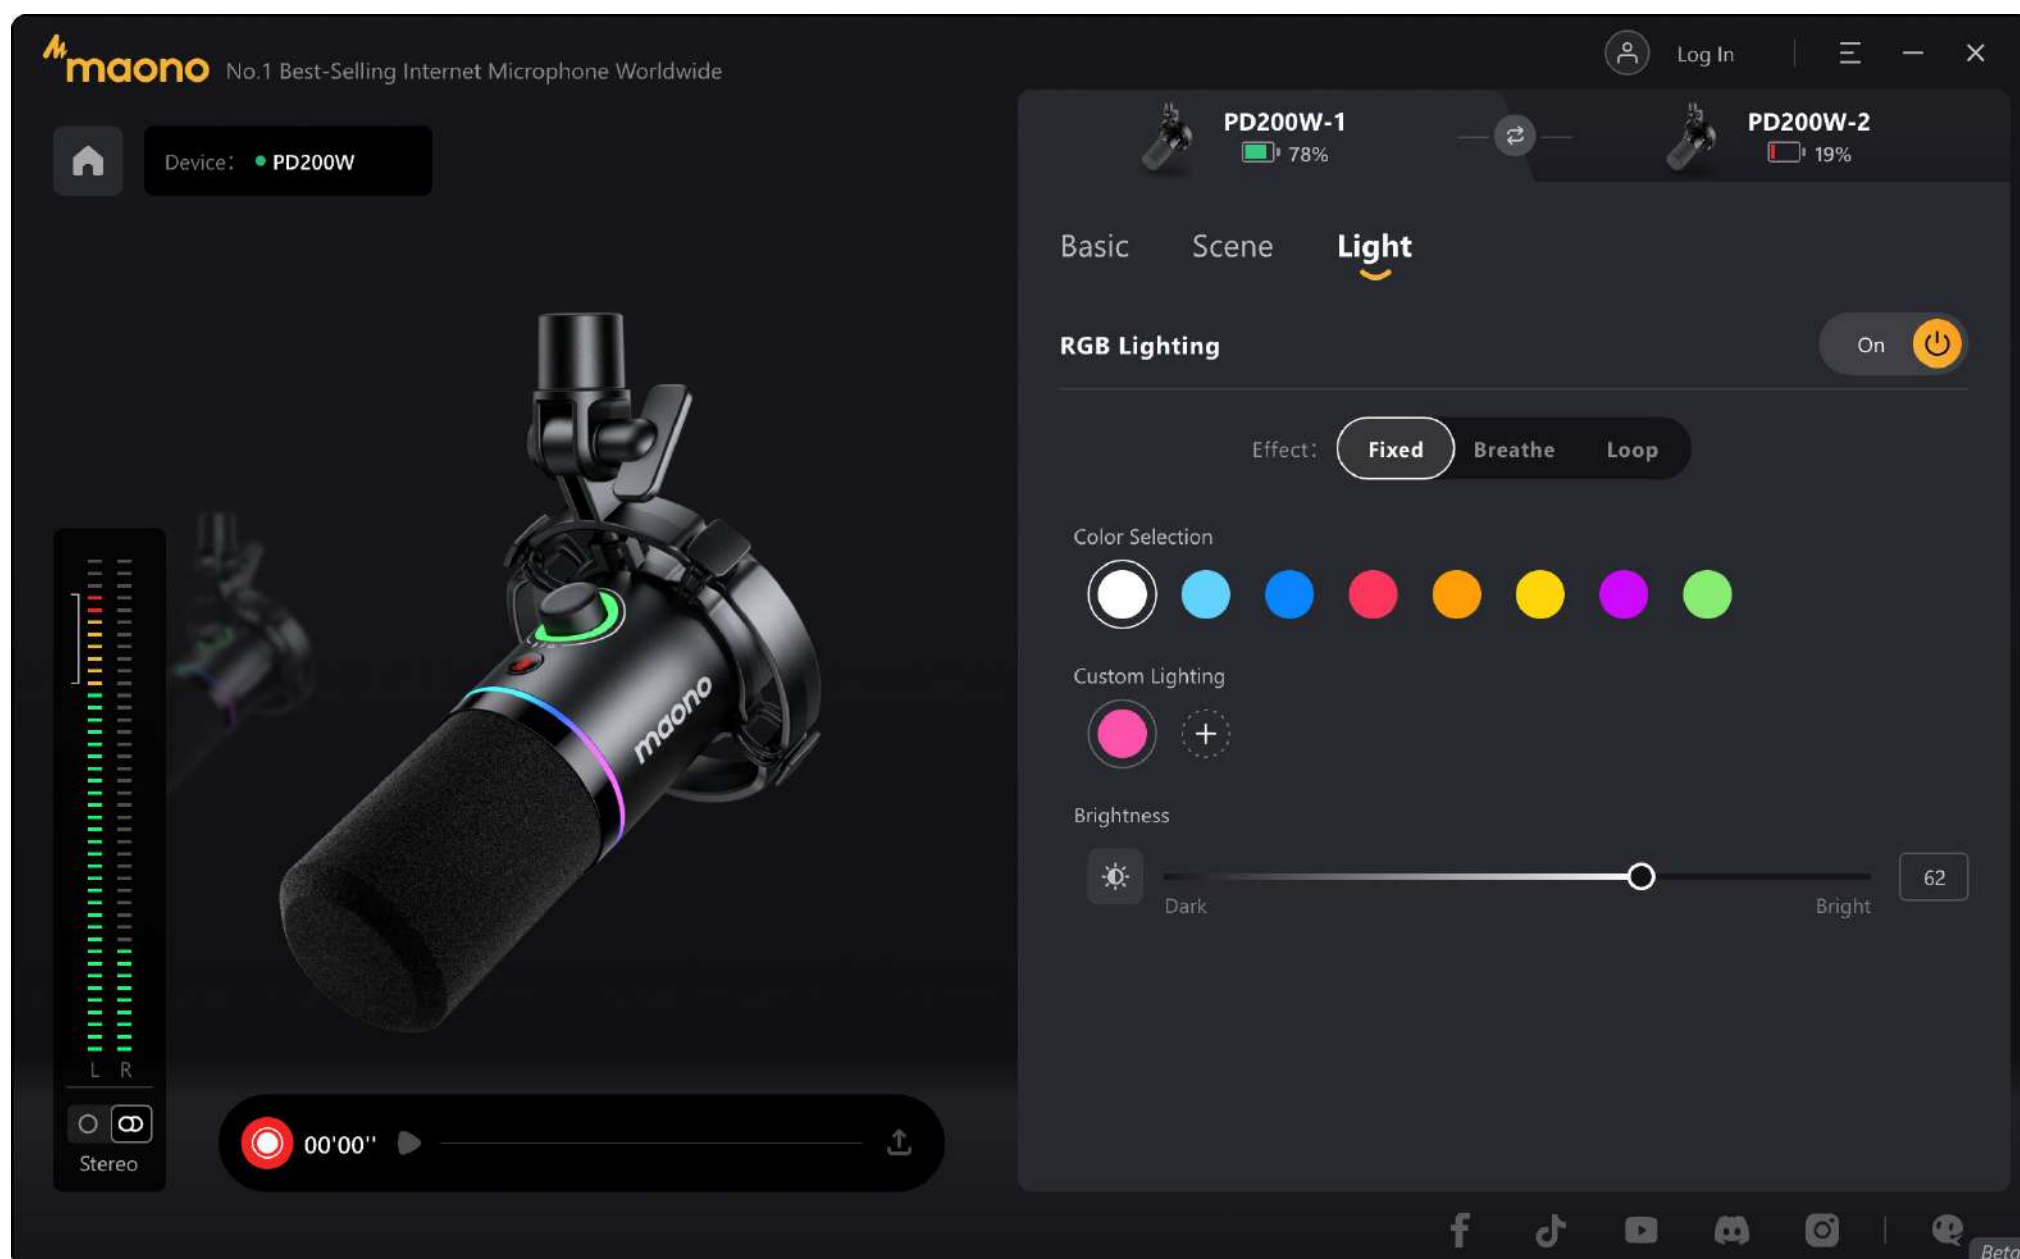 maono No.1 Best-Selling Internet Microphone Worldwide
Log In
Device: PD200W
PD200W-1
78%
PD200W-2
19%
Basic Scene Light
RGB Lighting
On
Effect: Fixed Breathe Loop
Color Selection
Custom Lighting
Brightness
62
Dark Bright
maono
L R
Stereo
00'00''
Beta